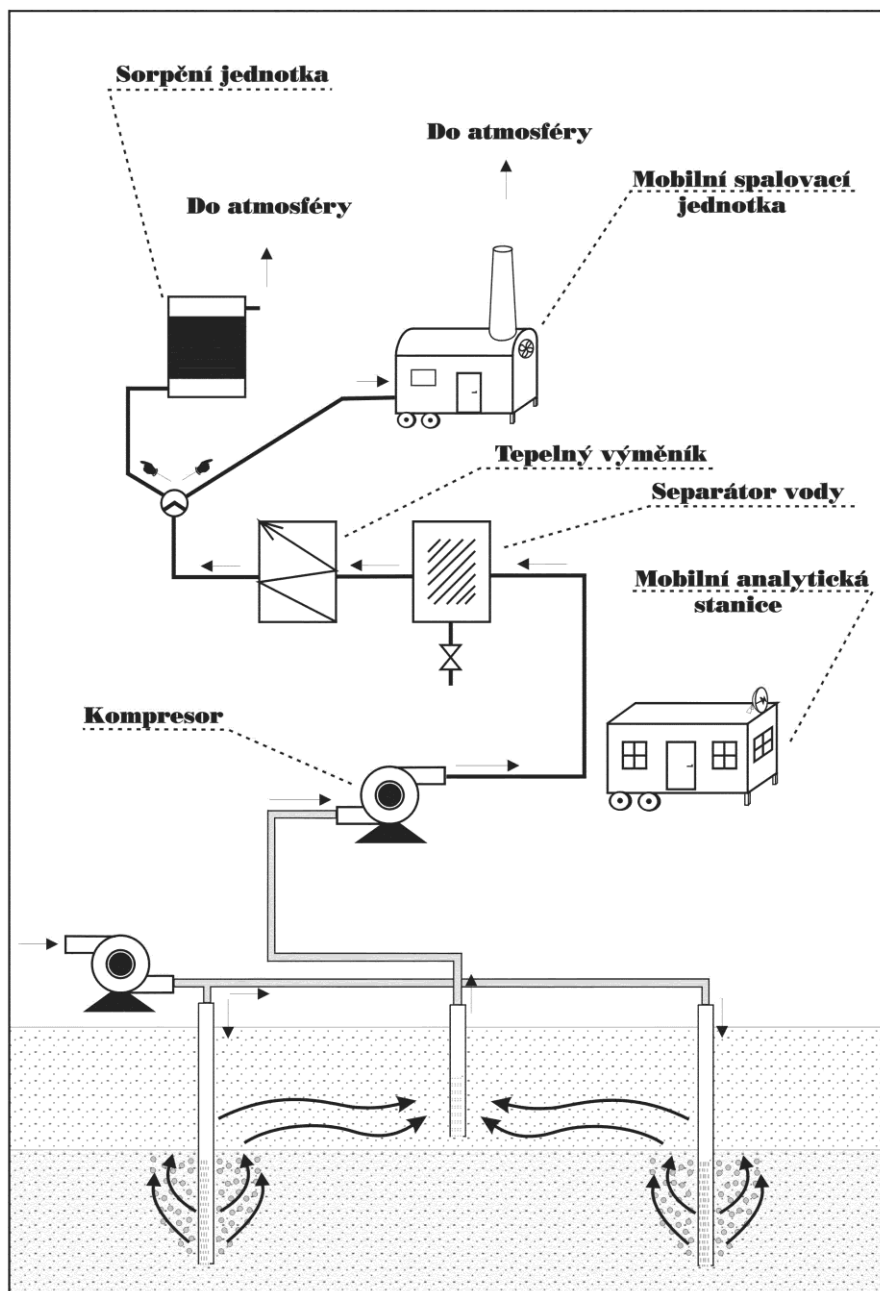 Sorpční jednotka
Do atmosféry
Mobilní spalovací
jednotka
Do atmosféry
Tepelný výměník
Separátor vody
Mobilní analytická
stanice
Kompresor